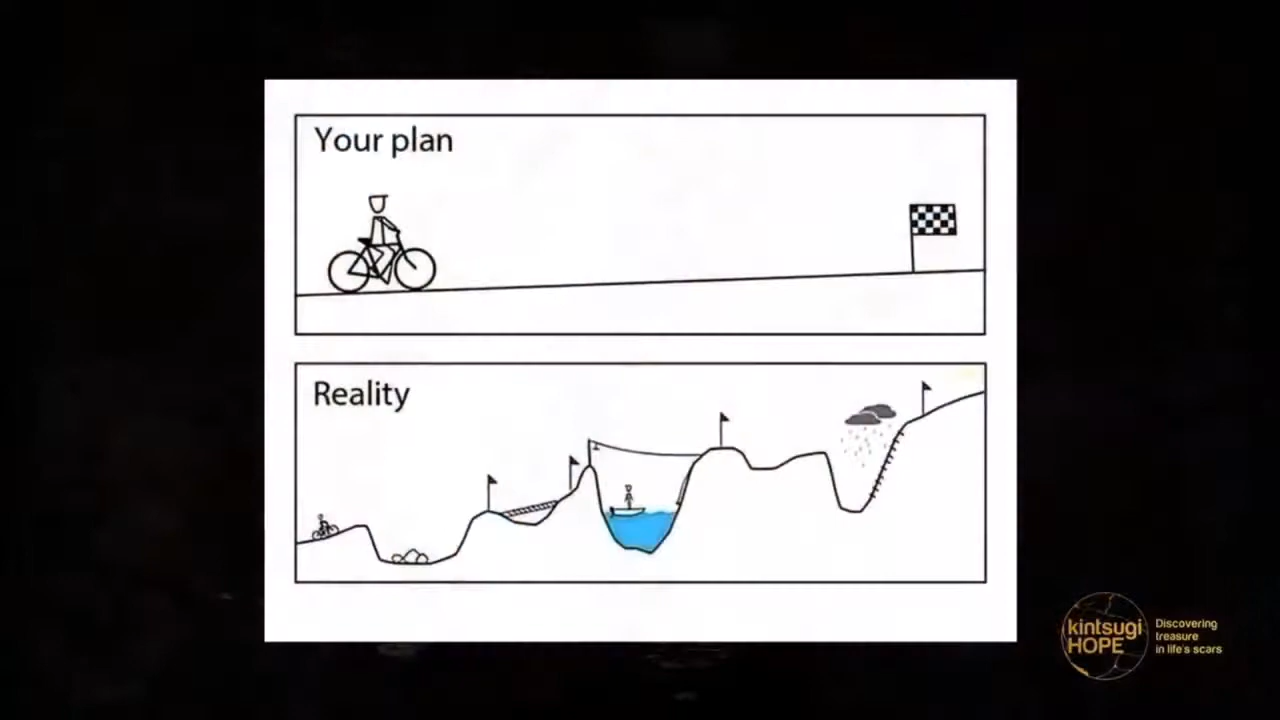 Your plan
Reality
kintsugi
HOPE
Discovering
treasure
in life's scars